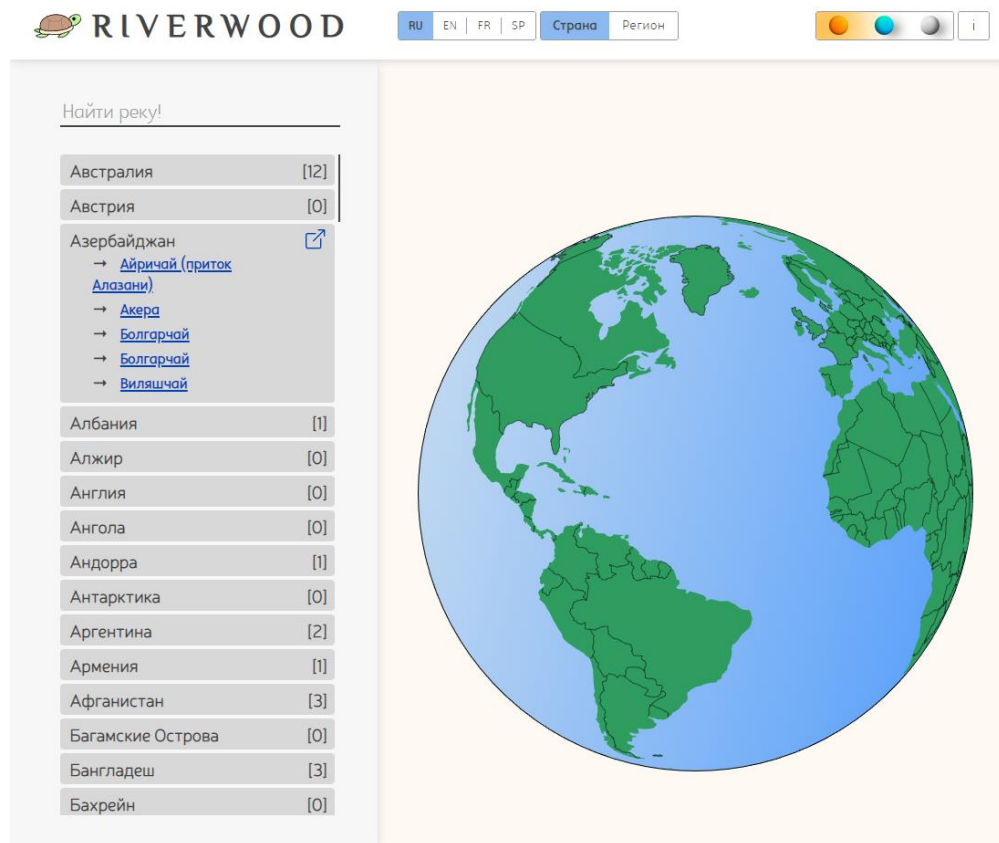 RIVERWOOD
RU EN | FR | SP Страна Регион i
Найти реку!
Австралия [12]
Австрия [0]
Азербайджан
→ Айричай (приток
Алазани)
→ Акера
→ Болгарчай
→ Болгарчай
→ Виляшчай
Албания [1]
Алжир [0]
Англия [0]
Ангола [0]
Андорра [1]
Антарктика [0]
Аргентина [2]
Армения [1]
Афганистан [3]
Багамские Острова [0]
Бангладеш [3]
Бахрейн [0]